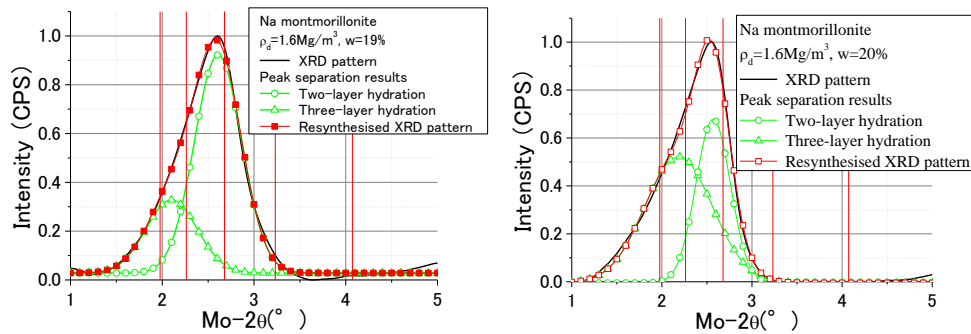 Na montmorillonite
ρd=1.6Mg/m³, w=19%
XRD pattern
Peak separation results
Two-layer hydration
Three-layer hydration
Resynthesised XRD pattern
Intensity (CPS)
1.0
0.8
0.6
0.4
0.2
0.0
1 2 3 4 5
Mo-2θ(°)
Na montmorillonite
ρd=1.6Mg/m³, w=20%
XRD pattern
Peak separation results
Two-layer hydration
Three-layer hydration
Resynthesised XRD pattern
Intensity (CPS)
1.0
0.8
0.6
0.4
0.2
0.0
1 2 3 4 5
Mo-2θ(°)